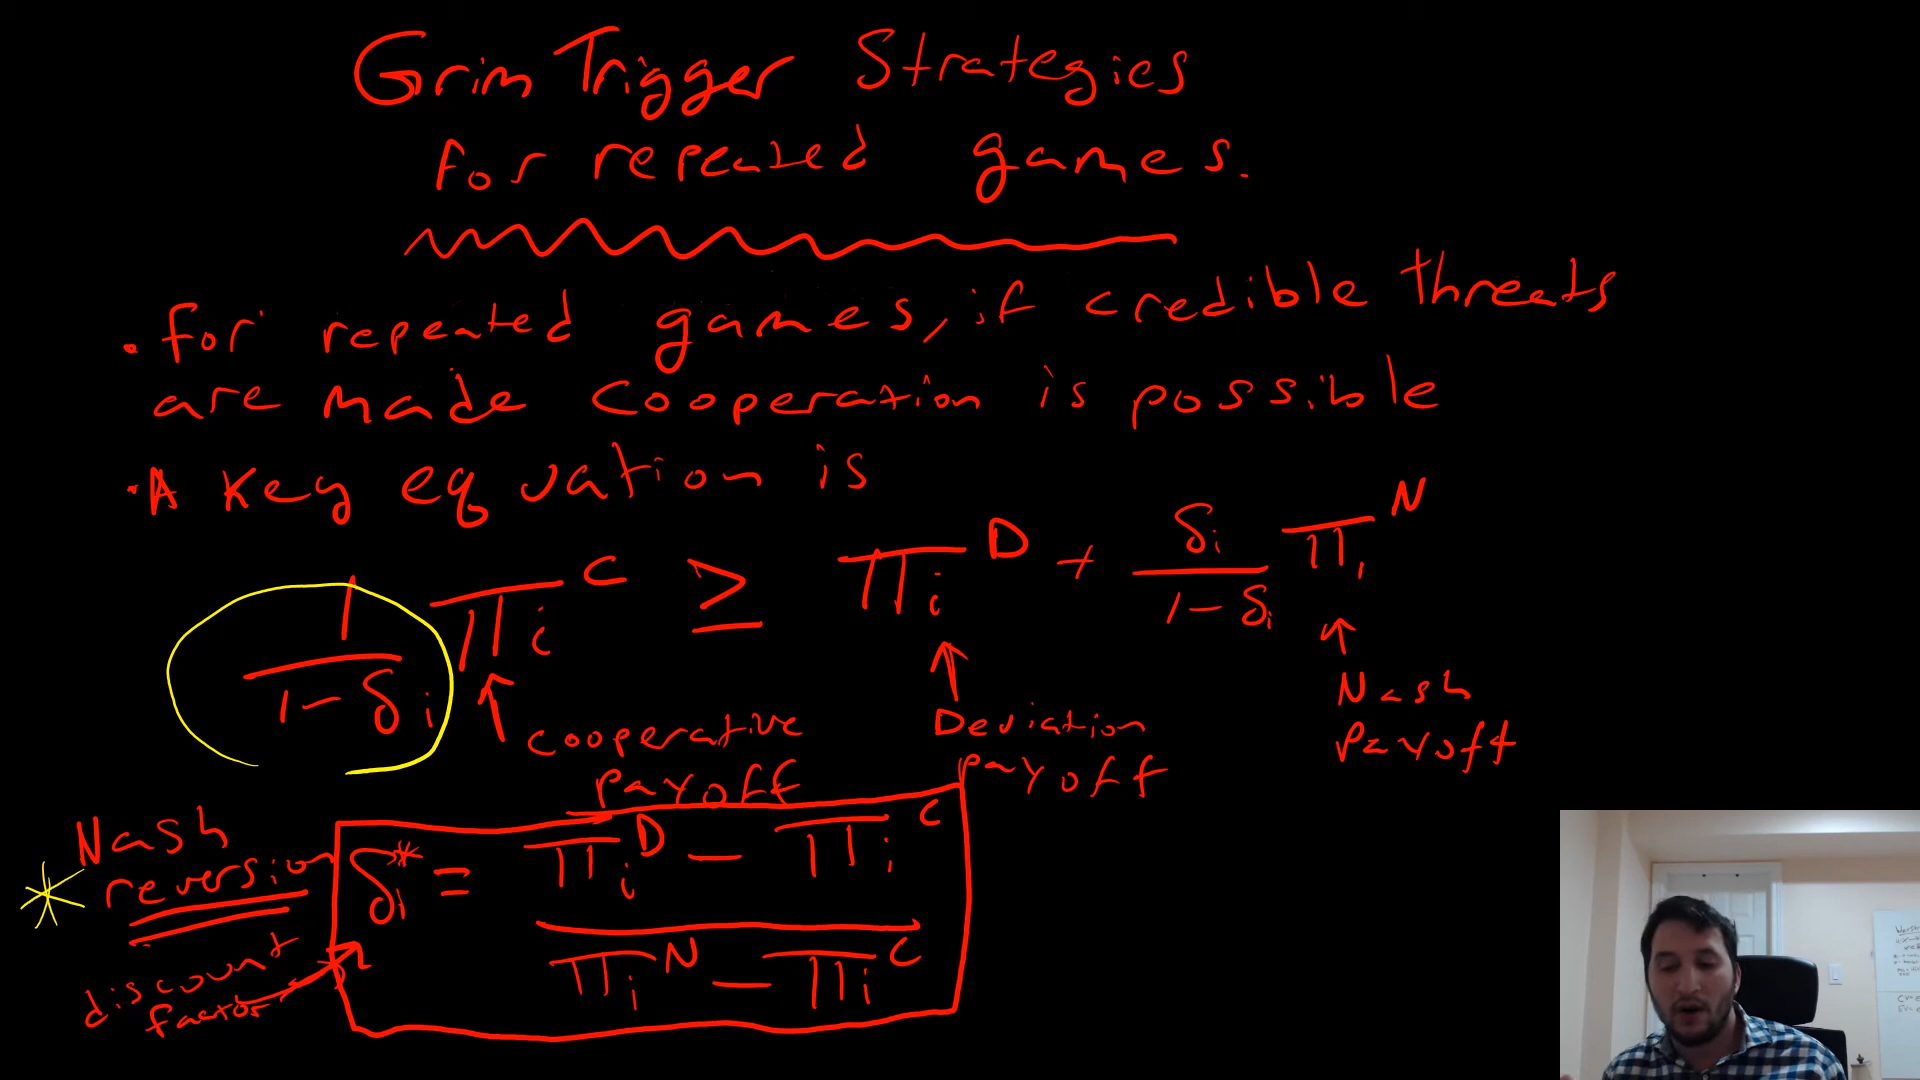 Grim Trigger Strategies
for repeated games.
• for repeated games, if credible threats
are made cooperation is possible
• A key equation is
1/(1-δi) πi^C ≥ πi^D + δi/(1-δi) πi^N
↑ cooperative payoff
↑ Deviation payoff
↑ Nash payoff
* Nash reversion
discount factor
δi* = (πi^D - πi^C)/(πi^N - πi^C)